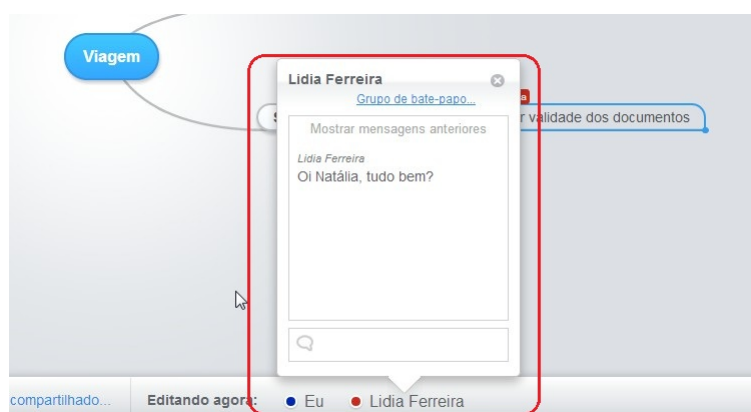 Viagem
Lidia Ferreira
Grupo de bate-papo...
Mostrar mensagens anteriores
validade dos documentos
Lidia Ferreira
Oi Natália, tudo bem?
compartilhado...
Editando agora:
Eu
Lidia Ferreira